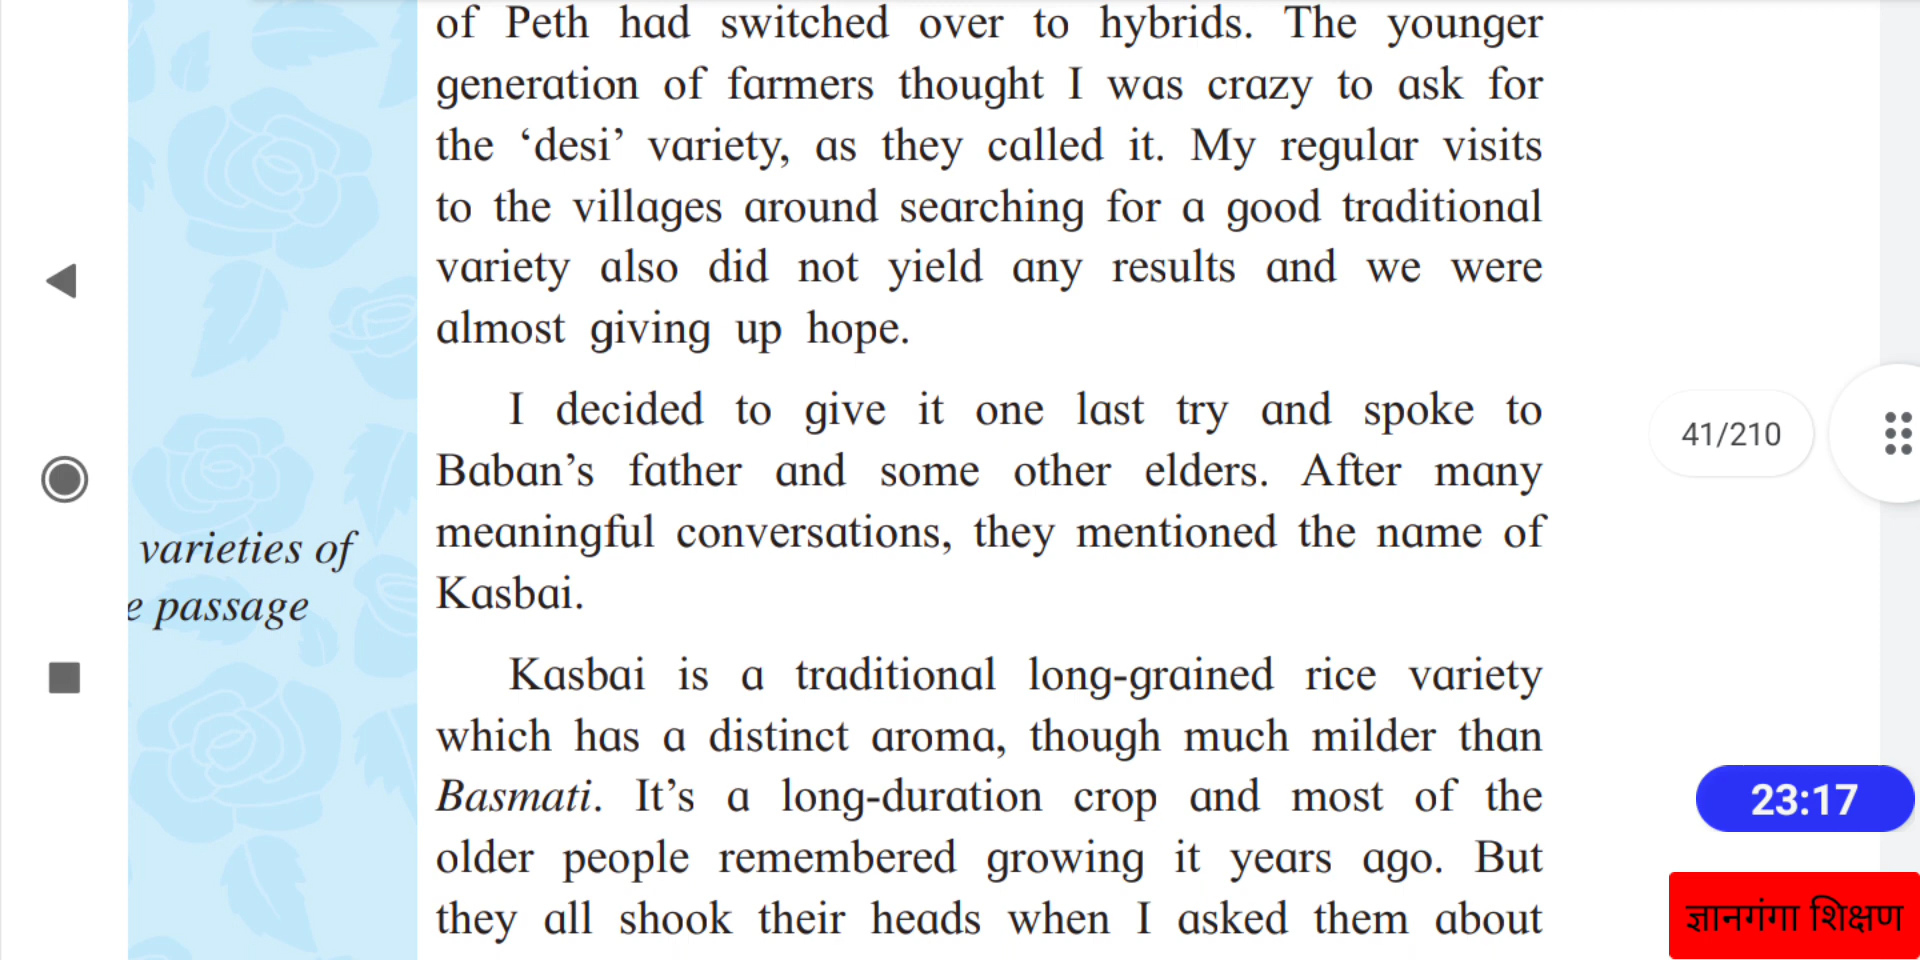 of Peth had switched over to hybrids. The younger
generation of farmers thought I was crazy to ask for
the ‘desi’ variety, as they called it. My regular visits
to the villages around searching for a good traditional
variety also did not yield any results and we were
almost giving up hope.
I decided to give it one last try and spoke to
Baban’s father and some other elders. After many
meaningful conversations, they mentioned the name of
Kasbai.
Kasbai is a traditional long-grained rice variety
which has a distinct aroma, though much milder than
Basmati. It’s a long-duration crop and most of the
older people remembered growing it years ago. But
they all shook their heads when I asked them about
varieties of
e passage
41/210
23:17
ज्ञानगंगा शिक्षण